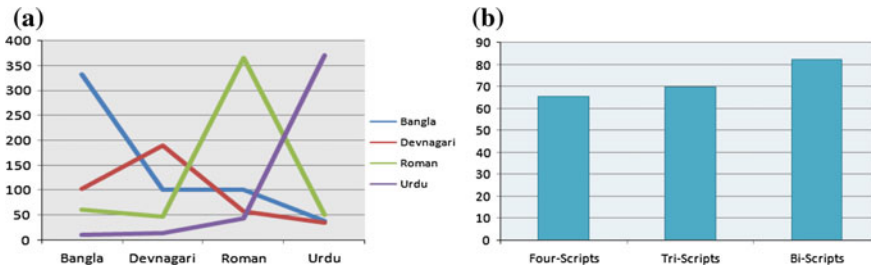 (a)
400
350
300
250
200
150
100
50
0
Bangla Devnagari Roman Urdu
Bangla
Devnagari
Roman
Urdu
(b)
90
80
70
60
50
40
30
20
10
0
Four-Scripts Tri-Scripts Bi-Scripts